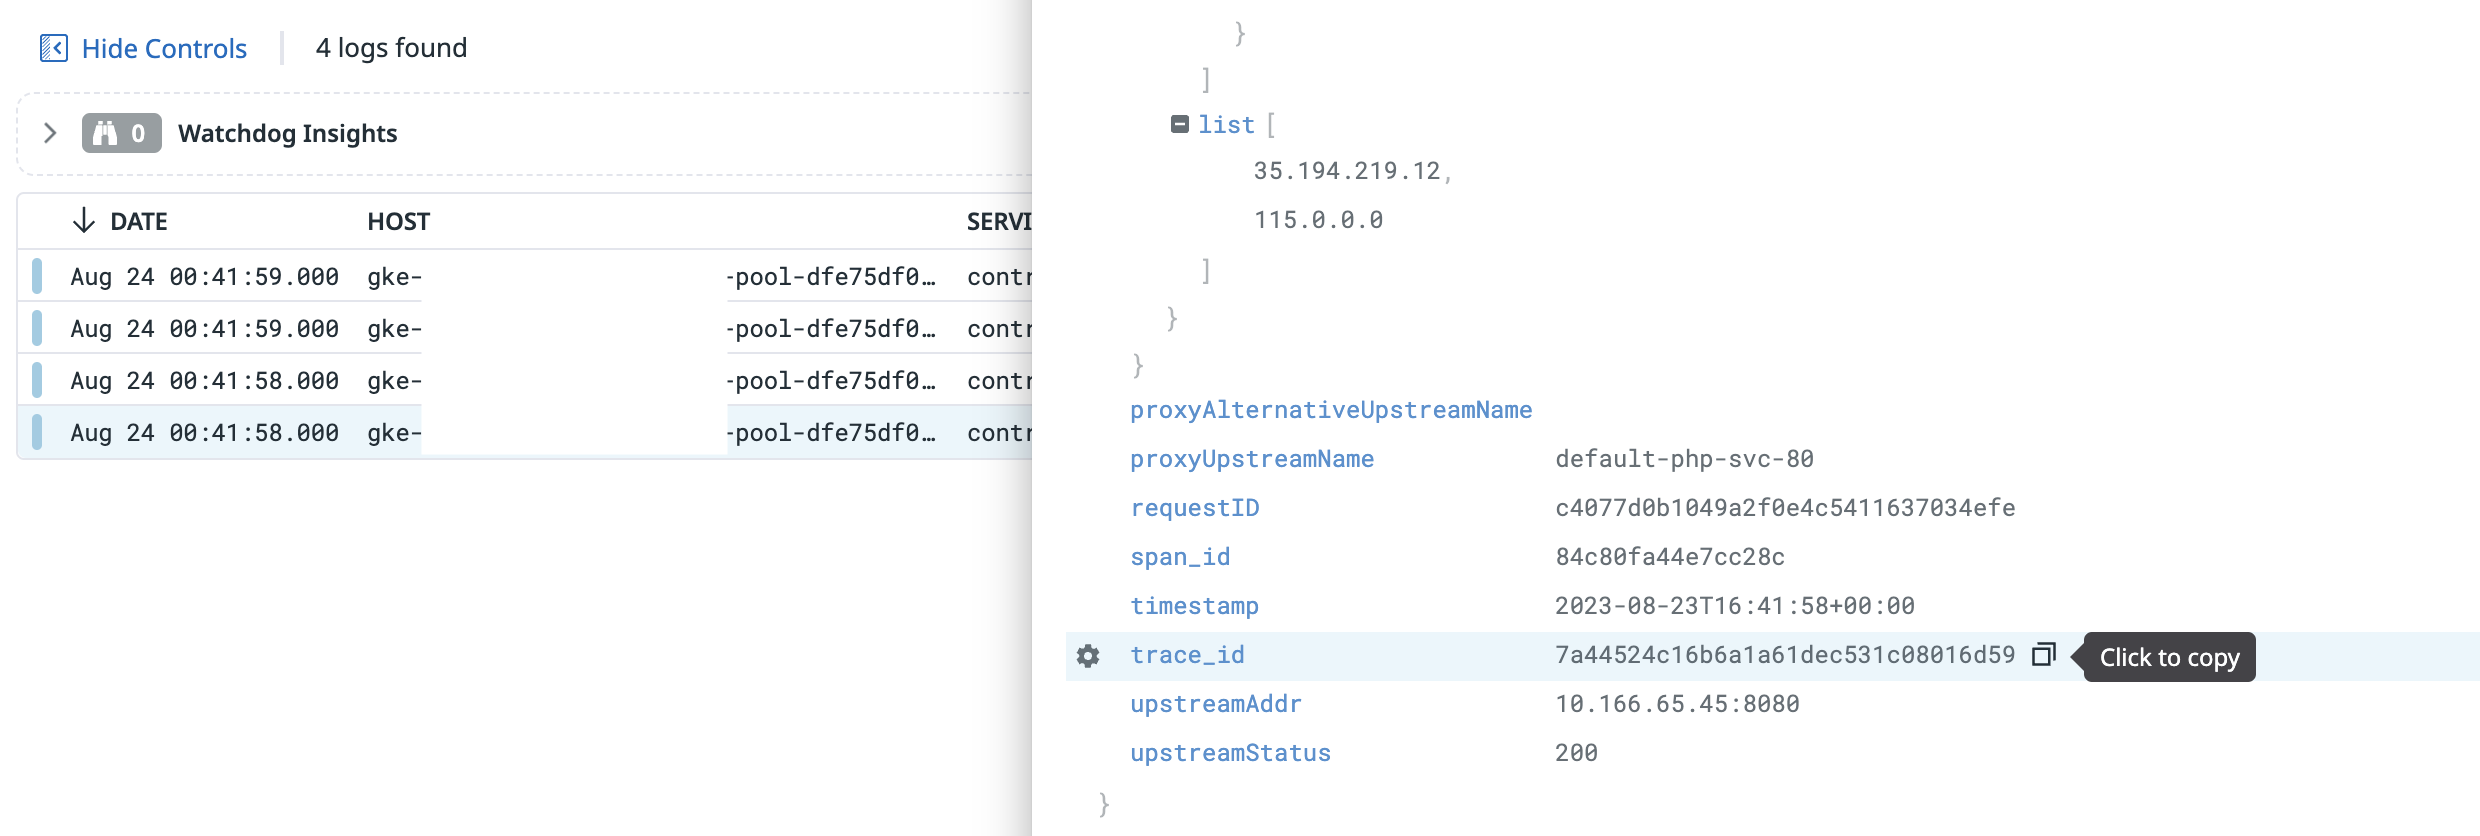 Hide Controls
4 logs found
0 Watchdog Insights
DATE HOST SERVI
Aug 24 00:41:59.000 gke- -pool-dfe75df0… contr
Aug 24 00:41:59.000 gke- -pool-dfe75df0… contr
Aug 24 00:41:58.000 gke- -pool-dfe75df0… contr
Aug 24 00:41:58.000 gke- -pool-dfe75df0… contr
}
]
list [
35.194.219.12,
115.0.0.0
]
}
}
proxyAlternativeUpstreamName
proxyUpstreamName default-php-svc-80
requestID c4077d0b1049a2f0e4c5411637034efe
span_id 84c80fa44e7cc28c
timestamp 2023-08-23T16:41:58+00:00
trace_id 7a44524c16b6a1a61dec531c08016d59 Click to copy
upstreamAddr 10.166.65.45:8080
upstreamStatus 200
}